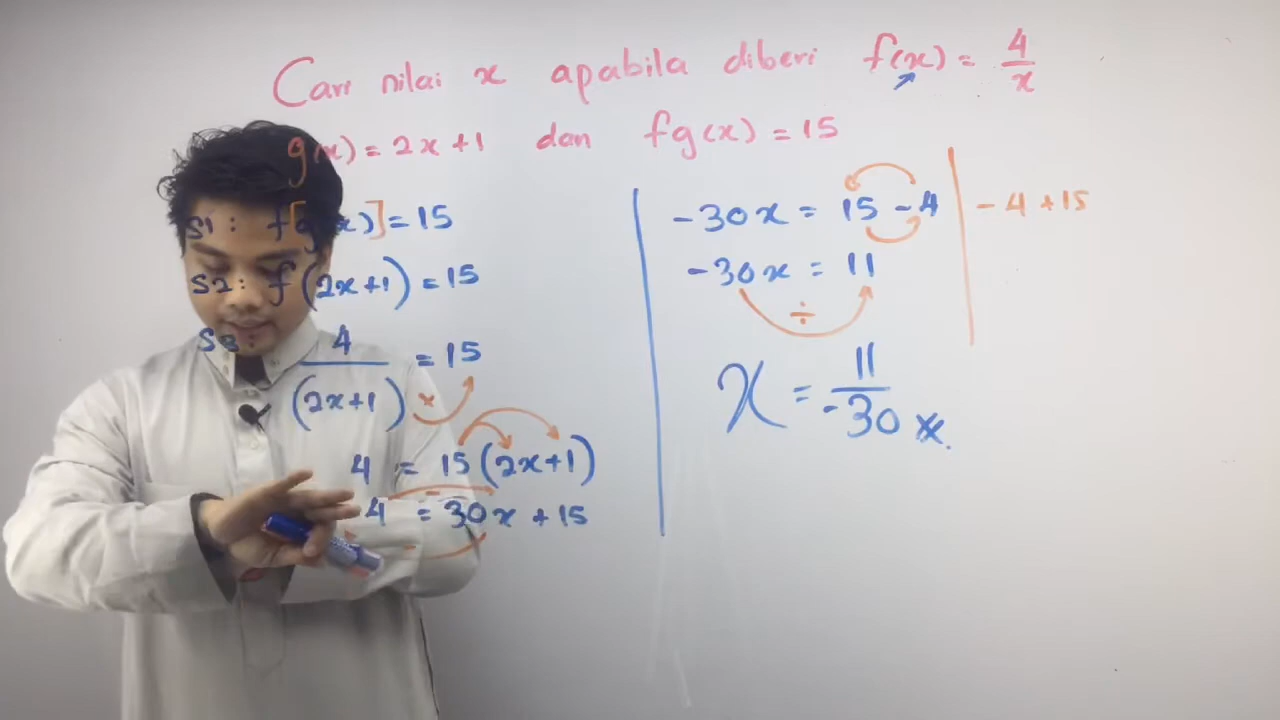 Cari nilai x apabila diberi f(x) = 4/x
g(x) = 2x+1 dan fg(x) = 15
S1: f[g(x)] = 15
S2: f(2x+1) = 15
S3: 4/(2x+1) = 15
×
4 = 15(2x+1)
4 = 30x + 15
-30x = 15 - 4
-30x = 11
÷
x = 11/-30 ⨳
- 4 + 15